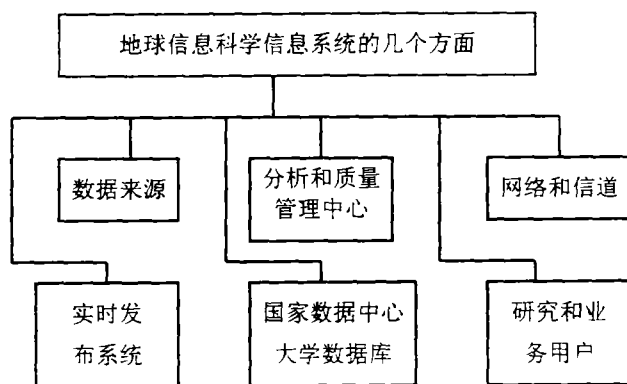 地球信息科学信息系统的几个方面
数据来源
分析和质量
管理中心
网络和信道
实时发
布系统
国家数据中心
大学数据库
研究和业
务用户